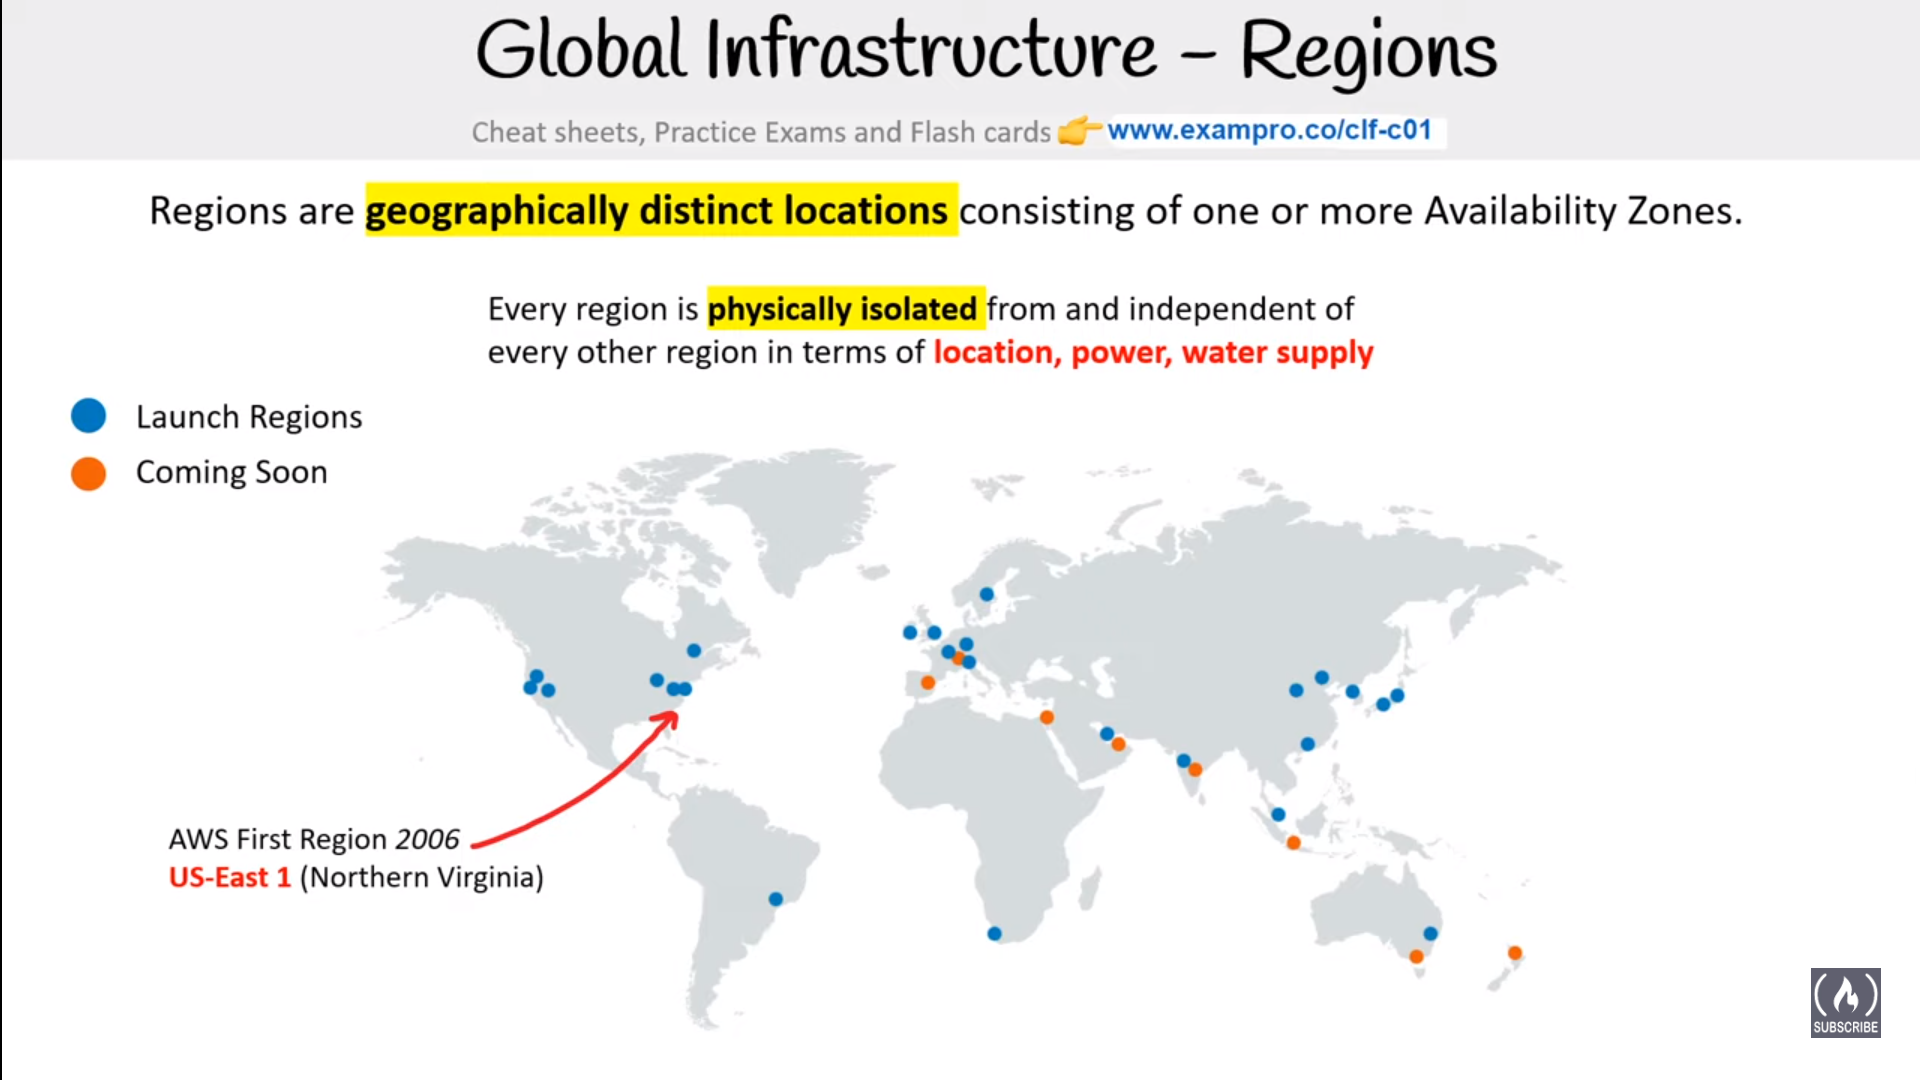 Global Infrastructure – Regions
Cheat sheets, Practice Exams and Flash cards 👉 www.exampro.co/clf-c01
Regions are geographically distinct locations consisting of one or more Availability Zones.
Every region is physically isolated from and independent of
every other region in terms of location, power, water supply
Launch Regions
Coming Soon
AWS First Region 2006
US-East 1 (Northern Virginia)
SUBSCRIBE